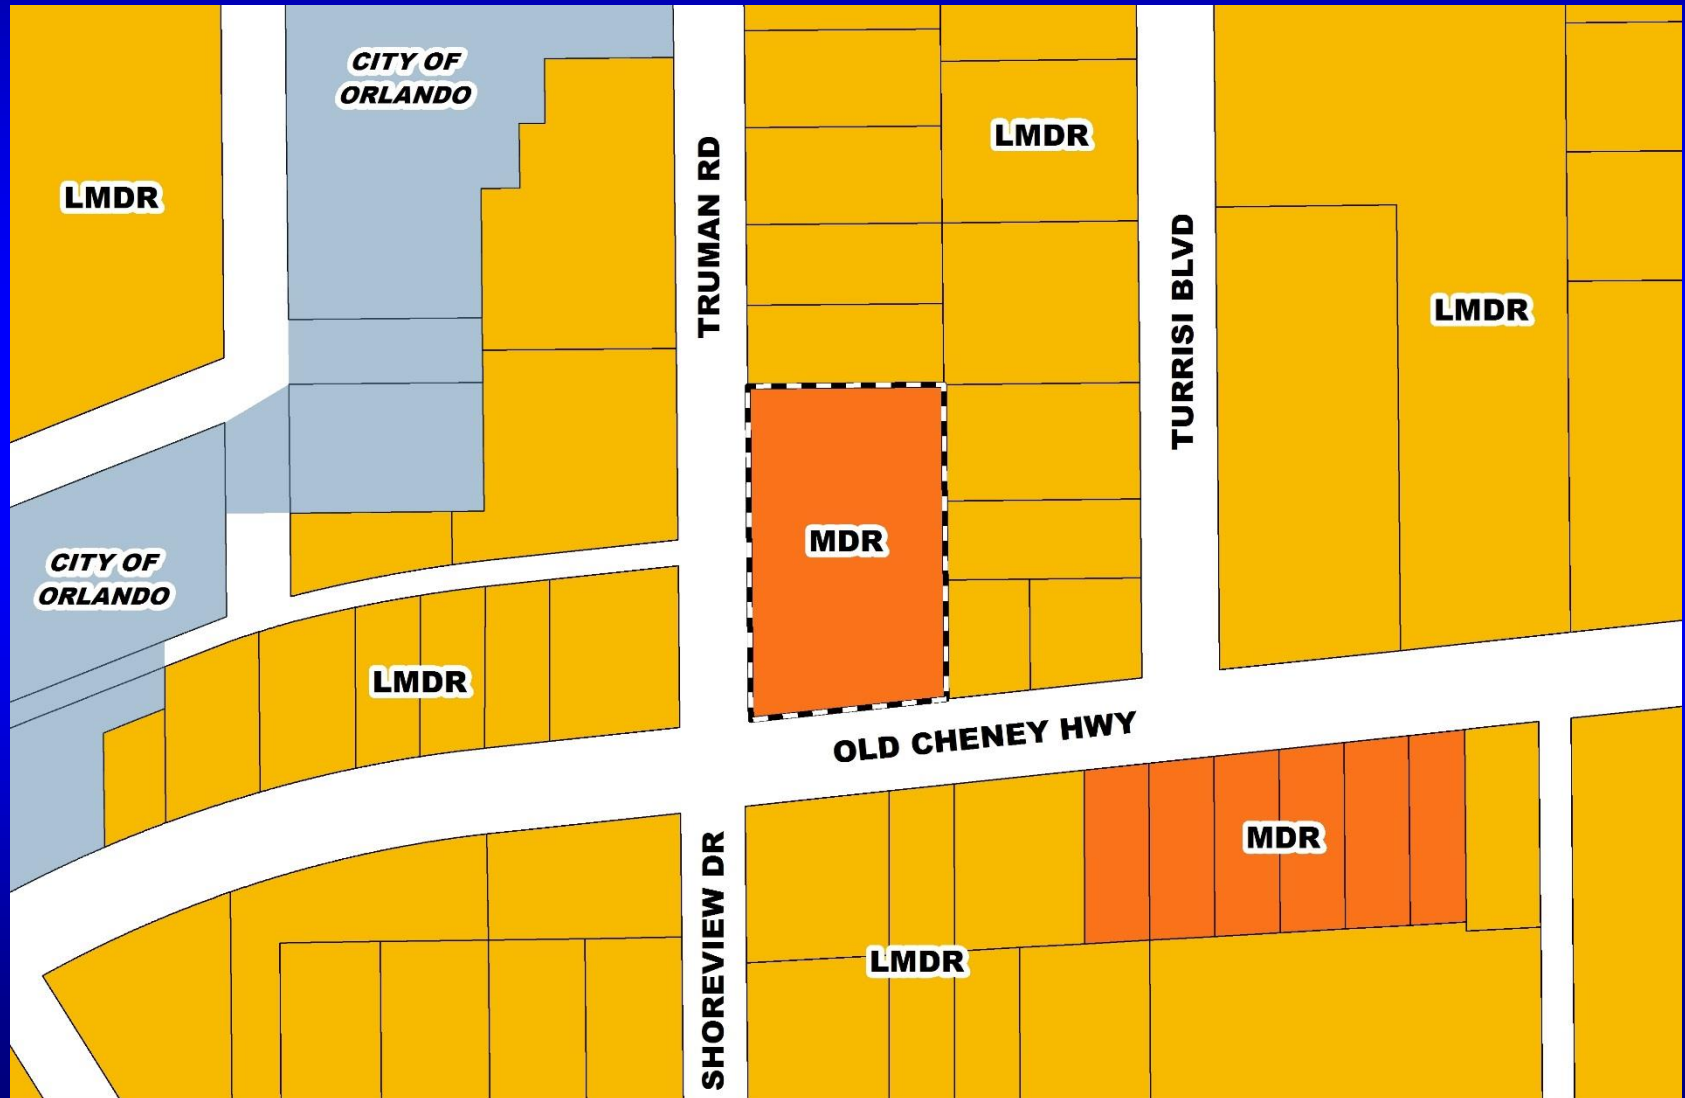 CITY OF
ORLANDO
LMDR
LMDR
TRUMAN RD
TURRISI BLVD
LMDR
MDR
CITY OF
ORLANDO
LMDR
OLD CHENEY HWY
MDR
SHOREVIEW DR
LMDR